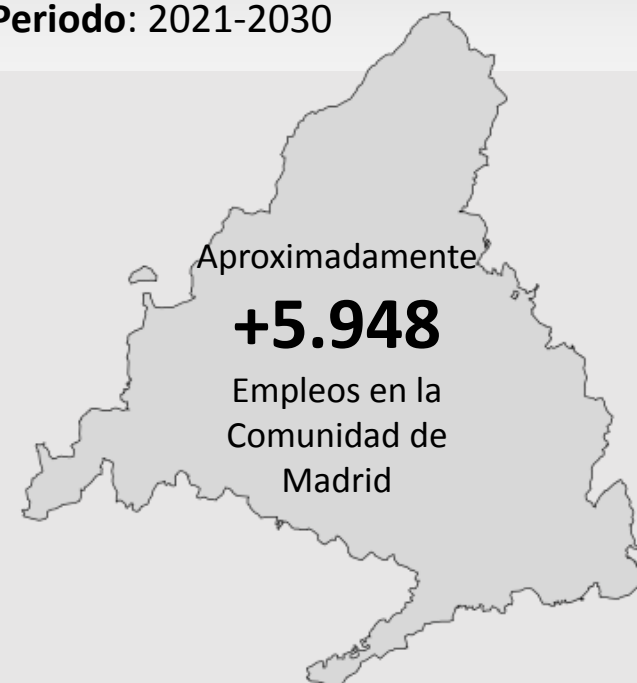 Periodo: 2021-2030
Aproximadamente
+5.948
Empleos en la
Comunidad de
Madrid